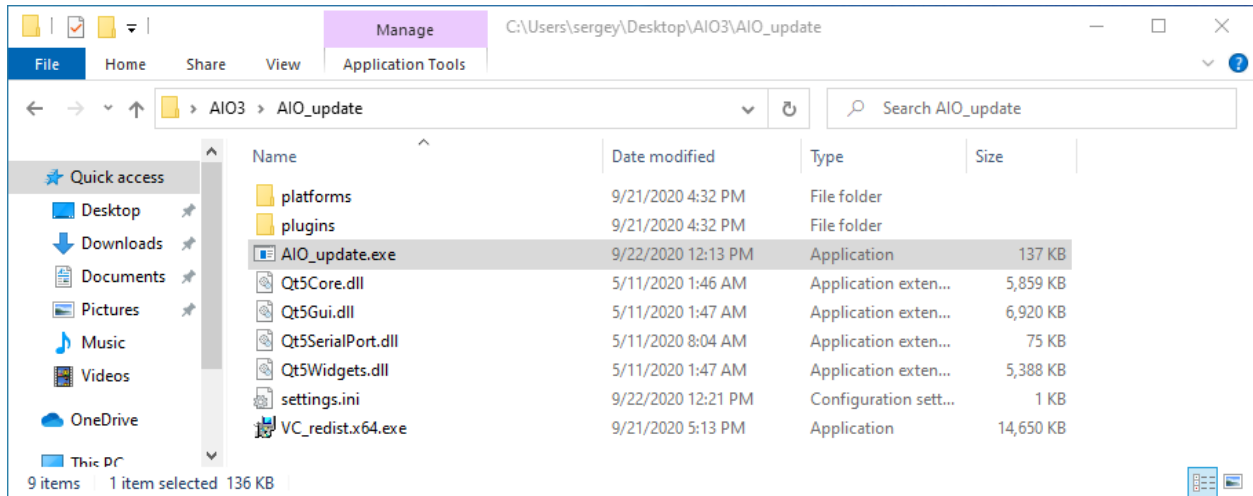 Manage C:\Users\sergey\Desktop\AIO3\AIO_update
File Home Share View Application Tools
AIO3 > AIO_update Search AIO_update
Name Date modified Type Size
Quick access
Desktop
Downloads
Documents
Pictures
Music
Videos
OneDrive
This PC
platforms 9/21/2020 4:32 PM File folder
plugins 9/21/2020 4:32 PM File folder
AIO_update.exe 9/22/2020 12:13 PM Application 137 KB
Qt5Core.dll 5/11/2020 1:46 AM Application exten... 5,859 KB
Qt5Gui.dll 5/11/2020 1:47 AM Application exten... 6,920 KB
Qt5SerialPort.dll 5/11/2020 8:04 AM Application exten... 75 KB
Qt5Widgets.dll 5/11/2020 1:47 AM Application exten... 5,388 KB
settings.ini 9/22/2020 12:21 PM Configuration sett... 1 KB
VC_redist.x64.exe 9/21/2020 5:13 PM Application 14,650 KB
9 items 1 item selected 136 KB